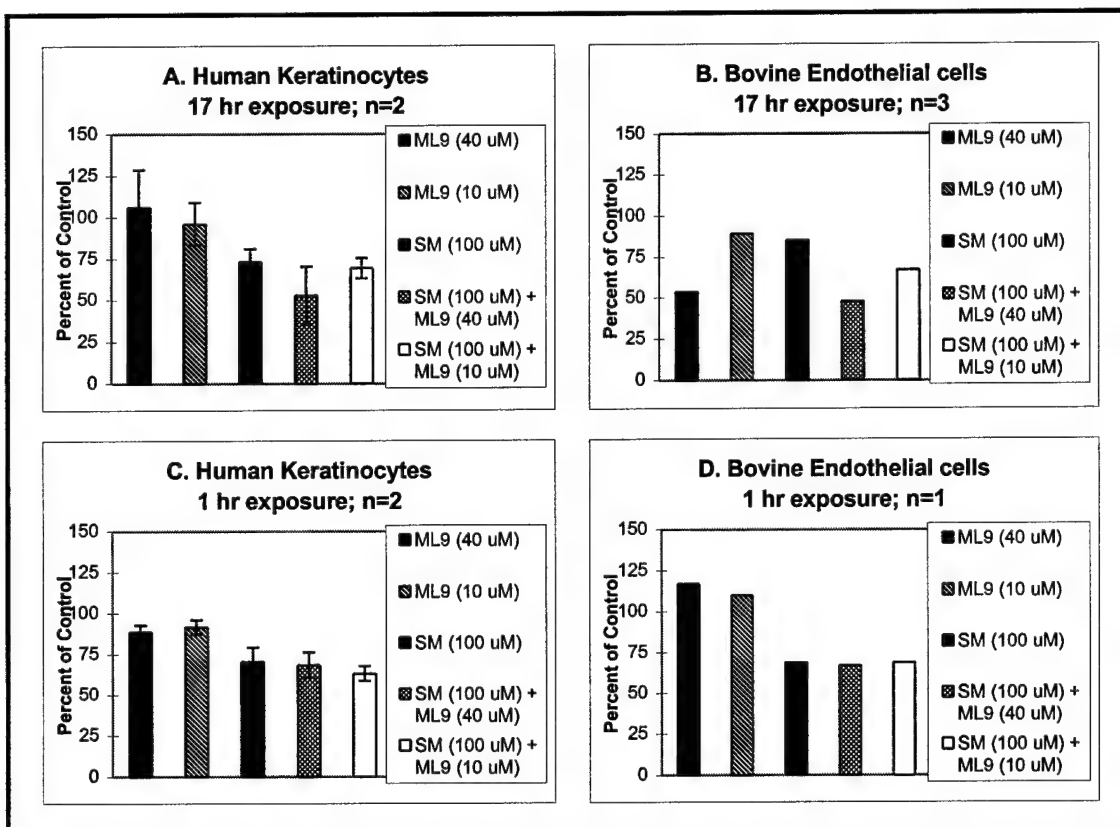 A. Human Keratinocytes
17 hr exposure; n=2
150
125
100
75
50
25
0
Percent of Control
ML9 (40 uM)
ML9 (10 uM)
SM (100 uM)
SM (100 uM) +
ML9 (40 uM)
SM (100 uM) +
ML9 (10 uM)
B. Bovine Endothelial cells
17 hr exposure; n=3
150
125
100
75
50
25
0
Percent of Control
ML9 (40 uM)
ML9 (10 uM)
SM (100 uM)
SM (100 uM) +
ML9 (40 uM)
SM (100 uM) +
ML9 (10 uM)
C. Human Keratinocytes
1 hr exposure; n=2
150
125
100
75
50
25
0
Percent of Control
ML9 (40 uM)
ML9 (10 uM)
SM (100 uM)
SM (100 uM) +
ML9 (40 uM)
SM (100 uM) +
ML9 (10 uM)
D. Bovine Endothelial cells
1 hr exposure; n=1
150
125
100
75
50
25
0
Percent of Control
ML9 (40 uM)
ML9 (10 uM)
SM (100 uM)
SM (100 uM) +
ML9 (40 uM)
SM (100 uM) +
ML9 (10 uM)